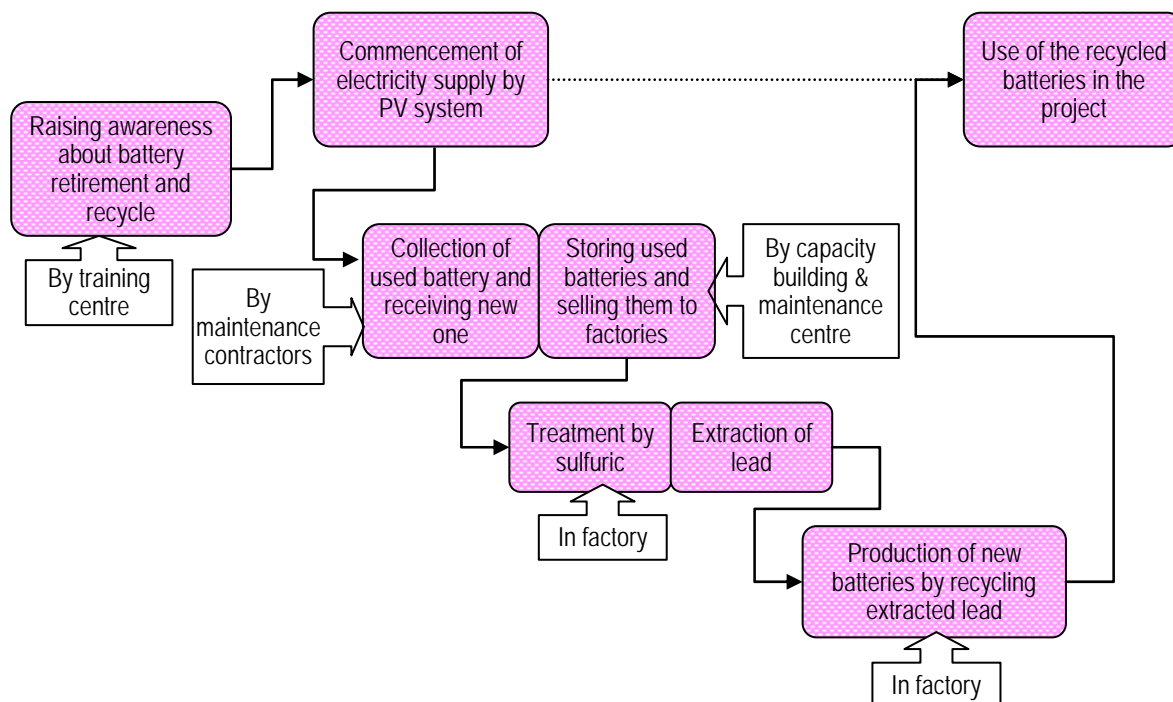 Commencement of
electricity supply by
PV system
Use of the recycled
batteries in the
project
Raising awareness
about battery
retirement and
recycle
By training
centre
By
maintenance
contractors
Collection of
used battery and
receiving new
one
Storing used
batteries and
selling them to
factories
By capacity
building &
maintenance
centre
Treatment by
sulfuric
Extraction of
lead
In factory
Production of new
batteries by recycling
extracted lead
In factory